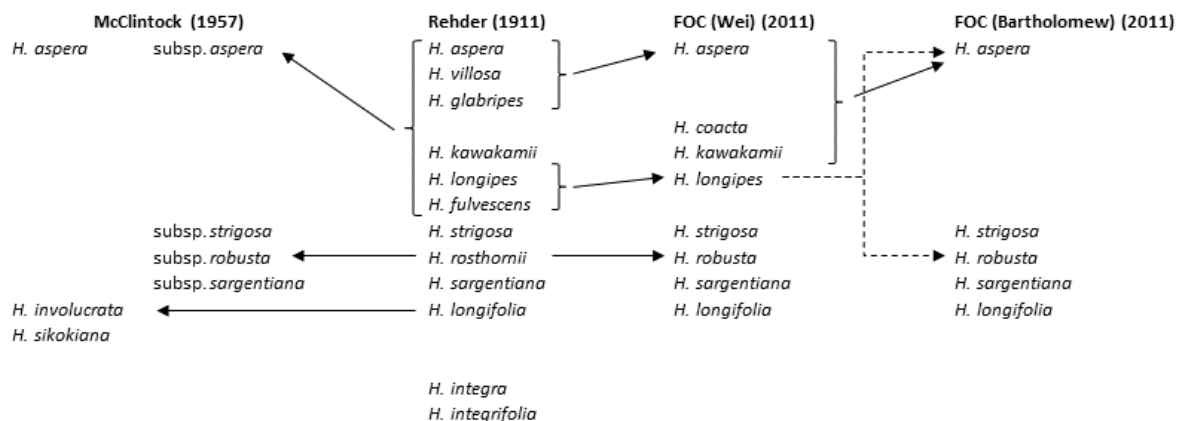 McClintock (1957) Rehder (1911) FOC (Wei) (2011) FOC (Bartholomew) (2011)
H. aspera subsp. aspera H. aspera H. aspera H. aspera
H. villosa
H. glabripes
H. coacta
H. kawakamii H. kawakamii
H. longipes H. longipes
H. fulvescens
subsp. strigosa H. strigosa H. strigosa H. strigosa
subsp. robusta H. rosthornii H. robusta H. robusta
subsp. sargentiana H. sargentiana H. sargentiana H. sargentiana
H. involucrata H. longifolia H. longifolia H. longifolia
H. sikokiana
H. integra
H. integrifolia